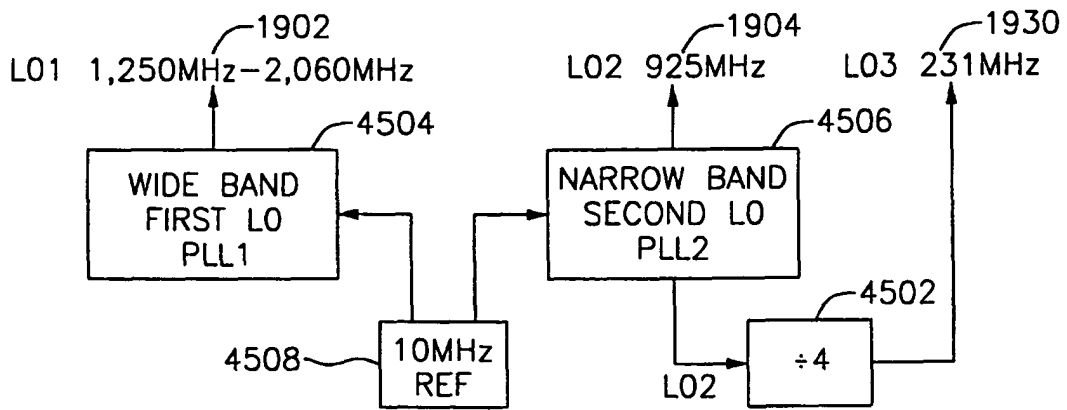 1902
LO1 1,250MHz-2,060MHz
1904
LO2 925MHz
1930
LO3 231MHz
4504
WIDE BAND
FIRST LO
PLL1
4506
NARROW BAND
SECOND LO
PLL2
4502
÷4
LO2
4508
10MHz
REF